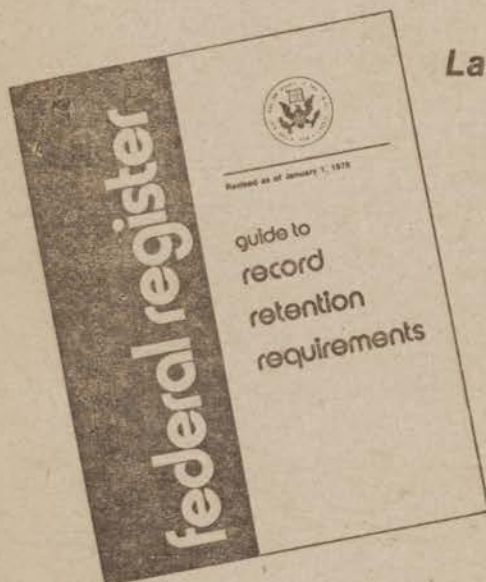 La
federal register
Revised as of January 1, 1978
guide to
record
retention
requirements